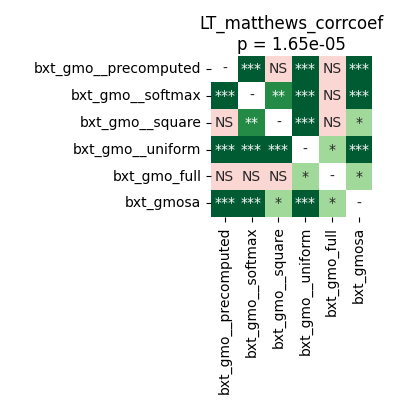 LT_matthews_corrcoef
p = 1.65e-05
bxt_gmo__precomputed - *** NS *** NS ***
bxt_gmo__softmax *** - ** *** NS ***
bxt_gmo__square NS ** - *** NS *
bxt_gmo__uniform *** *** *** - * ***
bxt_gmo_full NS NS NS * - *
bxt_gmosa *** *** * *** * -
bxt_gmo__precomputed
bxt_gmo__softmax
bxt_gmo__square
bxt_gmo__uniform
bxt_gmo_full
bxt_gmosa